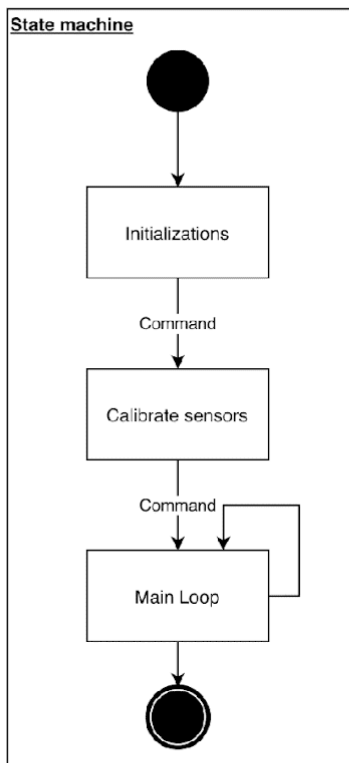 State machine
Initializations
Command
Calibrate sensors
Command
Main Loop